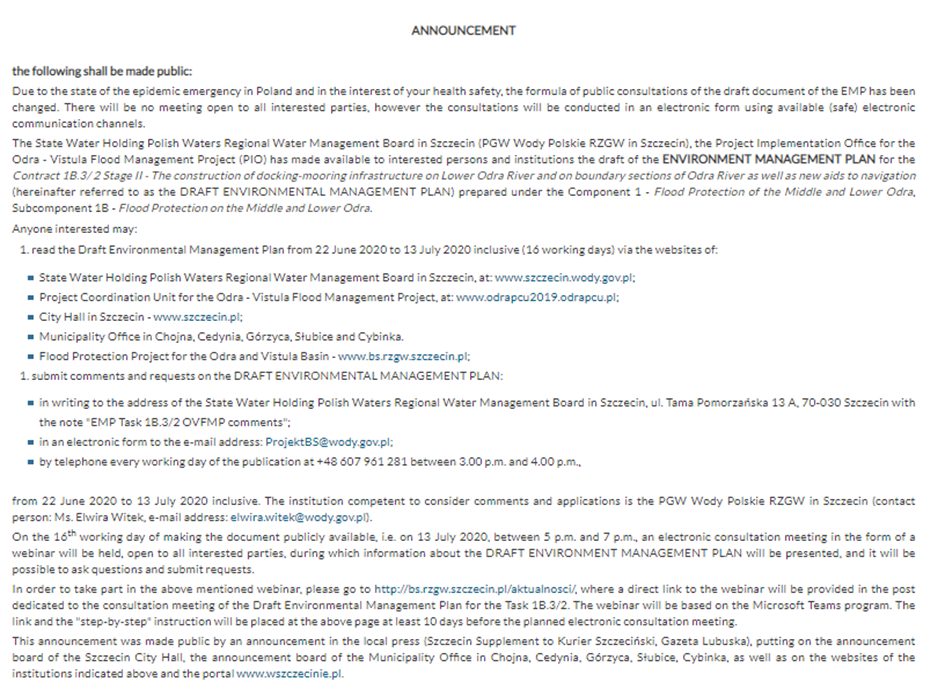 ANNOUNCEMENT
the following shall be made public:
Due to the state of the epidemic emergency in Poland and in the interest of your health safety, the formula of public consultations of the draft document of the EMP has been
changed. There will be no meeting open to all interested parties, however the consultations will be conducted in an electronic form using available (safe) electronic
communication channels.
The State Water Holding Polish Waters Regional Water Management Board in Szczecin (PGW Wody Polskie RZGW in Szczecin), the Project Implementation Office for the
Odra - Vistula Flood Management Project (PIO) has made available to interested persons and institutions the draft of the ENVIRONMENT MANAGEMENT PLAN for the
Contract 1B.3/ 2 Stage II - The construction of docking-mooring infrastructure on Lower Odra River and on boundary sections of Odra River as well as new aids to navigation
(hereinafter referred to as the DRAFT ENVIRONMENTAL MANAGEMENT PLAN) prepared under the Component 1 - Flood Protection of the Middle and Lower Odra,
Subcomponent 1B - Flood Protection on the Middle and Lower Odra.
Anyone interested may:
1. read the Draft Environmental Management Plan from 22 June 2020 to 13 July 2020 inclusive (16 working days) via the websites of:
▪ State Water Holding Polish Waters Regional Water Management Board in Szczecin, at: www.szczecin.wody.gov.pl;
▪ Project Coordination Unit for the Odra - Vistula Flood Management Project, at: www.odrapcu2019.odrapcu.pl;
▪ City Hall in Szczecin - www.szczecin.pl;
▪ Municipality Office in Chojna, Cedynia, Górzyca, Słubice and Cybinka.
▪ Flood Protection Project for the Odra and Vistula Basin - www.bs.rzgw.szczecin.pl;
1. submit comments and requests on the DRAFT ENVIRONMENTAL MANAGEMENT PLAN:
▪ in writing to the address of the State Water Holding Polish Waters Regional Water Management Board in Szczecin, ul. Tama Pomorzańska 13 A, 70-030 Szczecin with
the note "EMP Task 1B.3/2 OVFMP comments";
▪ in an electronic form to the e-mail address: ProjektBS@wody.gov.pl;
▪ by telephone every working day of the publication at +48 607 961 281 between 3.00 p.m. and 4.00 p.m.,
from 22 June 2020 to 13 July 2020 inclusive. The institution competent to consider comments and applications is the PGW Wody Polskie RZGW in Szczecin (contact
person: Ms. Elwira Witek, e-mail address: elwira.witek@wody.gov.pl).
On the 16th working day of making the document publicly available, i.e. on 13 July 2020, between 5 p.m. and 7 p.m., an electronic consultation meeting in the form of a
webinar will be held, open to all interested parties, during which information about the DRAFT ENVIRONMENT MANAGEMENT PLAN will be presented, and it will be
possible to ask questions and submit requests.
In order to take part in the above mentioned webinar, please go to http://bs.rzgw.szczecin.pl/aktualnosci/, where a direct link to the webinar will be provided in the post
dedicated to the consultation meeting of the Draft Environmental Management Plan for the Task 1B.3/2. The webinar will be based on the Microsoft Teams program. The
link and the "step-by-step" instruction will be placed at the above page at least 10 days before the planned electronic consultation meeting.
This announcement was made public by an announcement in the local press (Szczecin Supplement to Kurier Szczeciński, Gazeta Lubuska), putting on the announcement
board of the Szczecin City Hall, the announcement board of the Municipality Office in Chojna, Cedynia, Górzyca, Słubice, Cybinka, as well as on the websites of the
institutions indicated above and the portal www.wszczecinie.pl.